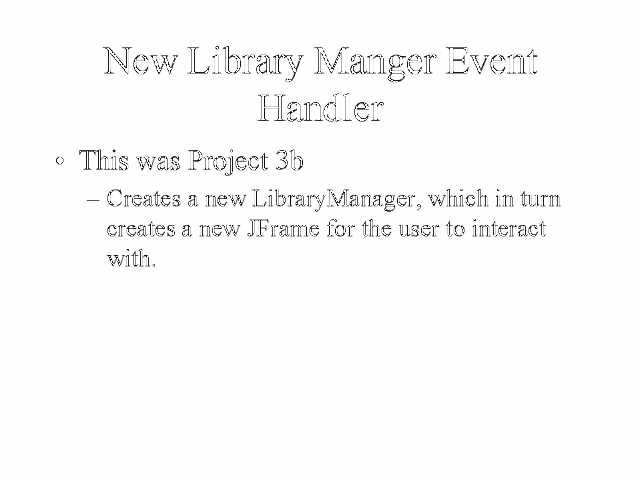 New Library Manger Event
Handler
• This was Project 3b
– Creates a new LibraryManager, which in turn
creates a new JFrame for the user to interact
with.